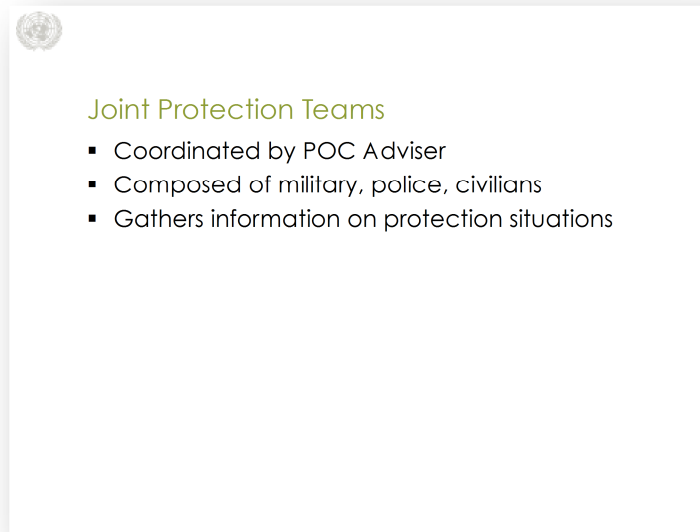 Joint Protection Teams
▪ Coordinated by POC Adviser
▪ Composed of military, police, civilians
▪ Gathers information on protection situations